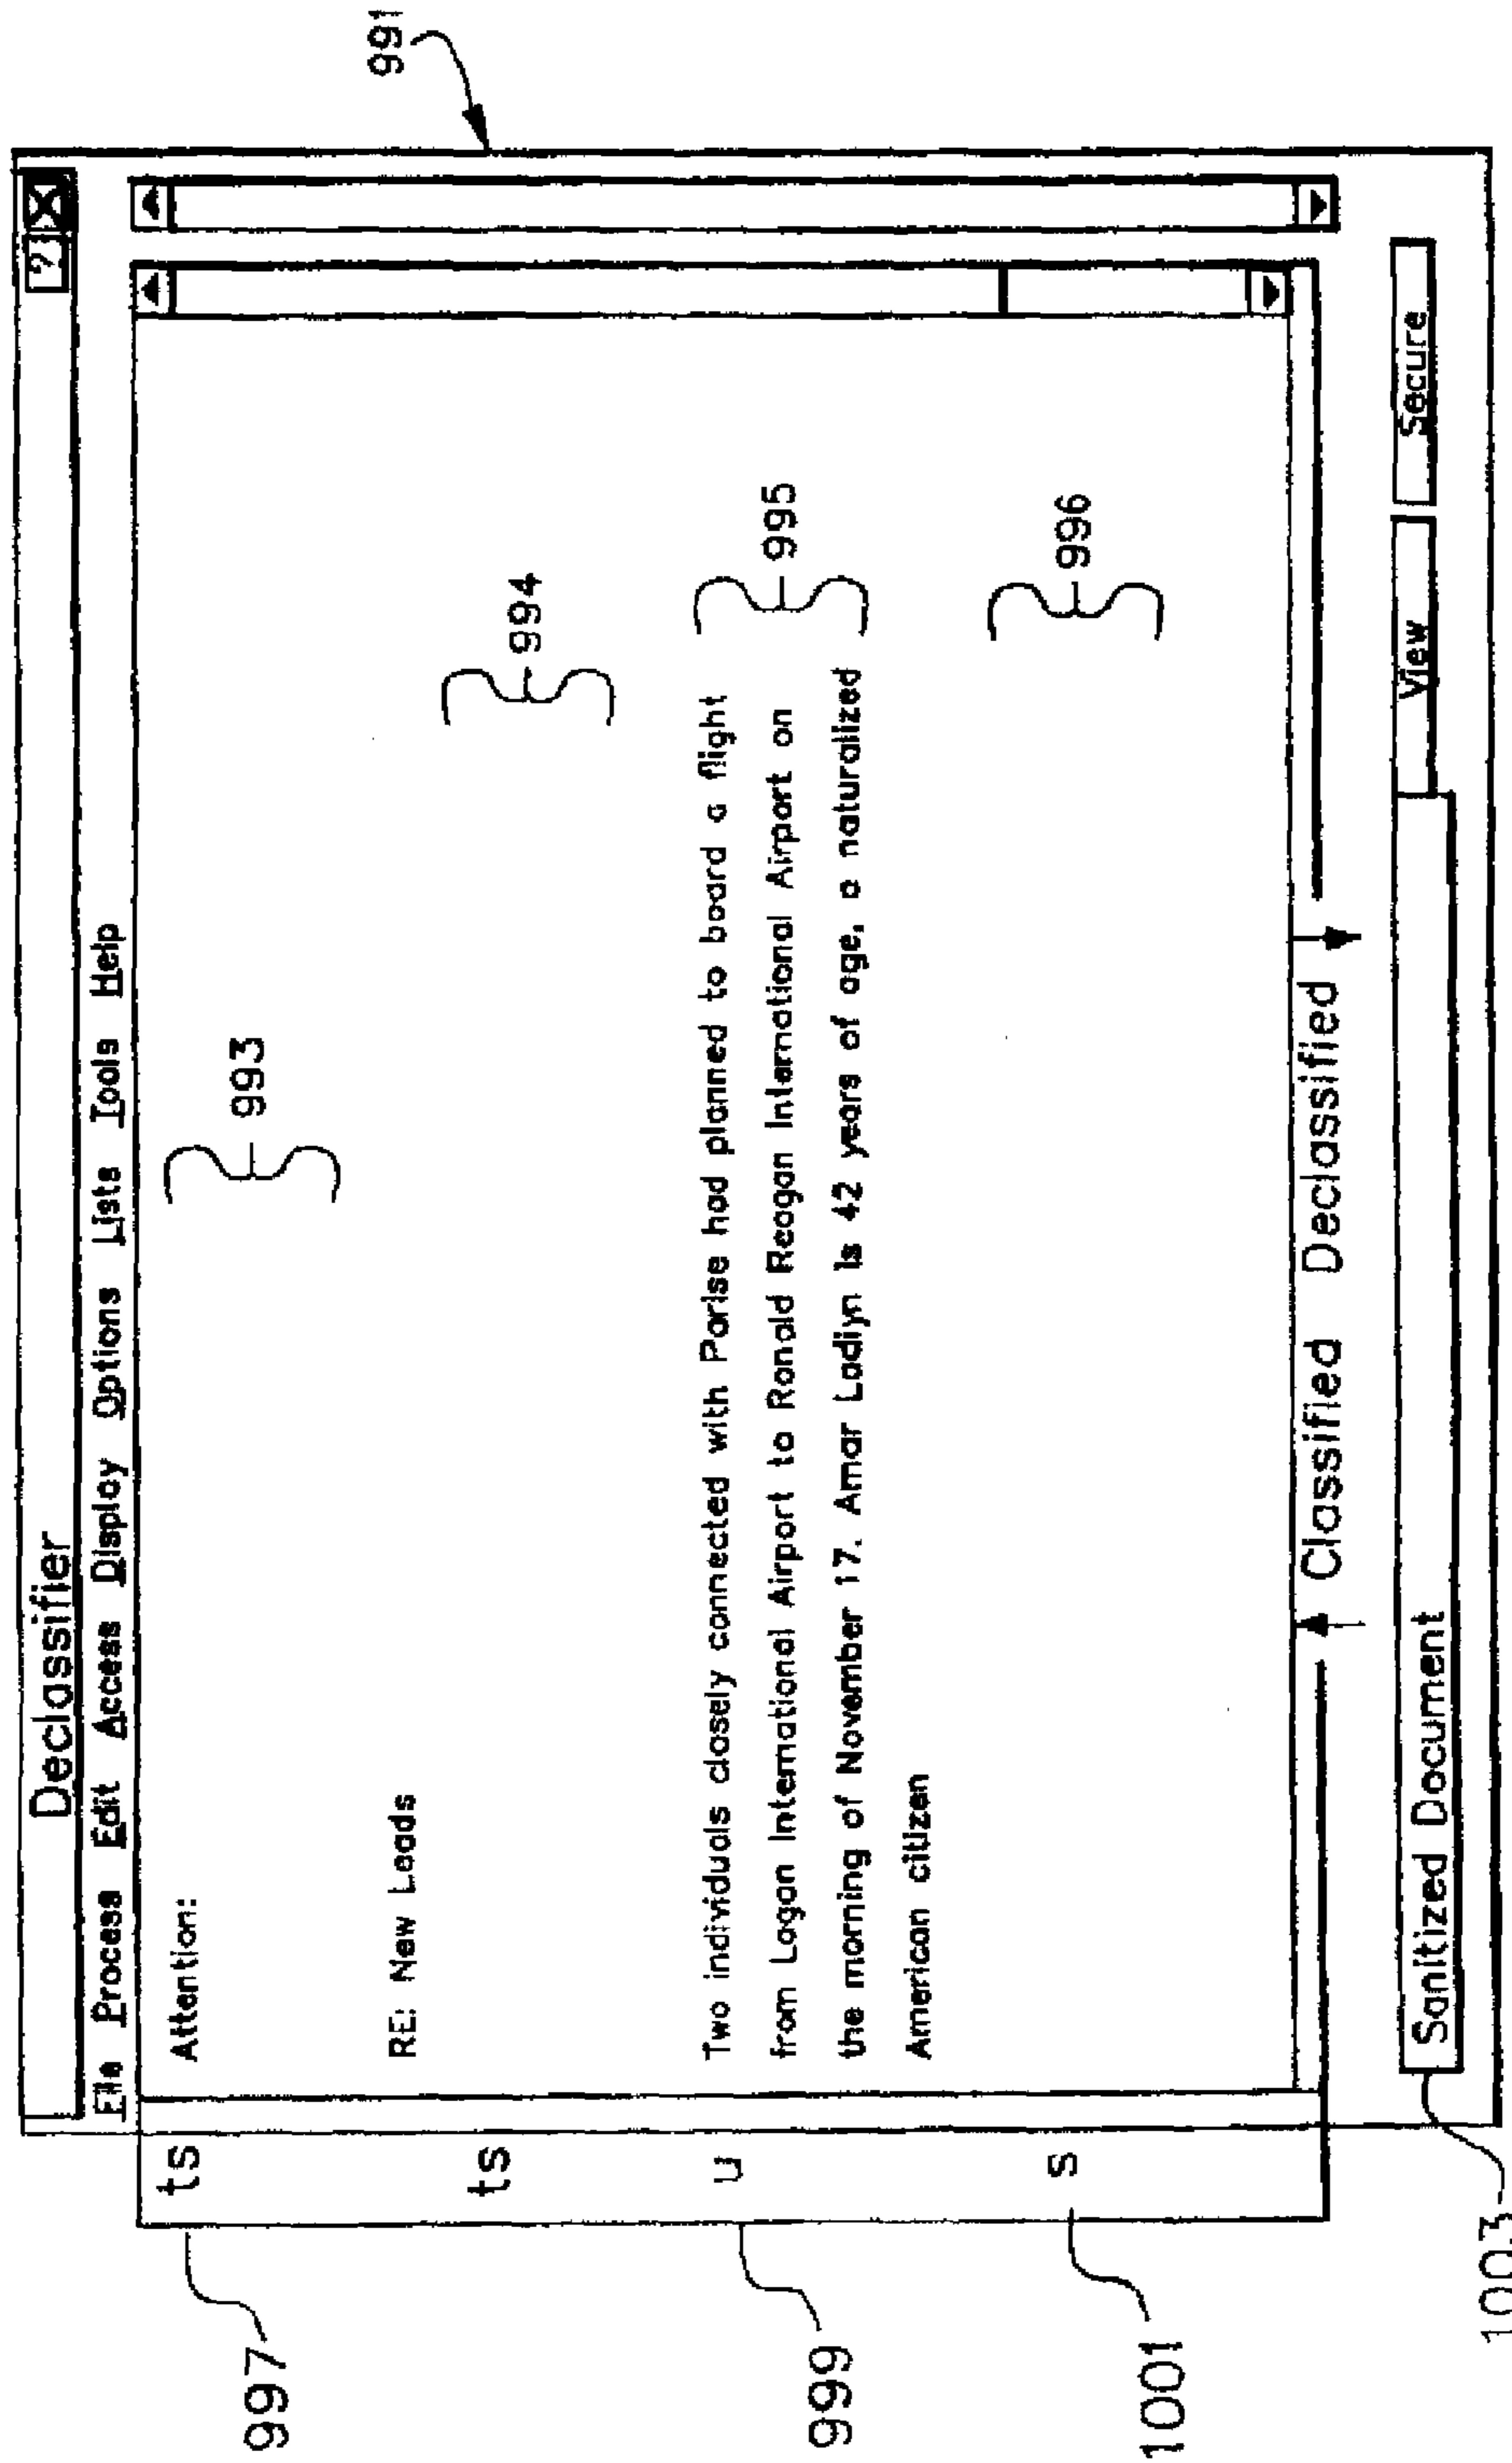 Declassifier
? X
File Process Edit Access Display Options Lists Tools Help
991
ts
Attention:
993
997
RE: New Leads
ts
994
u
Two individuals closely connected with Parise had planned to board a flight
from Logan International Airport to Ronald Reagan International Airport on
the morning of November 17. Amar Ladiyn is 42 years of age, a naturalized
American citizen
995
999
s
996
1001
Classified Declassified
Sanitized Document
View
Secure
1003